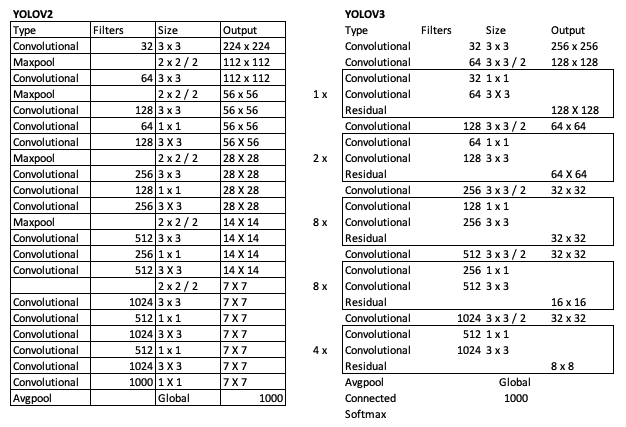 YOLOV2
Type Filters Size Output
Convolutional 32 3 x 3 224 x 224
Maxpool 2 x 2 / 2 112 x 112
Convolutional 64 3 x 3 112 x 112
Maxpool 2 x 2 / 2 56 x 56
Convolutional 128 3 x 3 56 x 56
Convolutional 64 1 x 1 56 x 56
Convolutional 128 3 X 3 56 X 56
Maxpool 2 x 2 / 2 28 X 28
Convolutional 256 3 x 3 28 X 28
Convolutional 128 1 x 1 28 X 28
Convolutional 256 3 X 3 28 X 28
Maxpool 2 x 2 / 2 14 X 14
Convolutional 512 3 x 3 14 X 14
Convolutional 256 1 x 1 14 X 14
Convolutional 512 3 X 3 14 X 14
2 x 2 / 2 7 X 7
Convolutional 1024 3 x 3 7 X 7
Convolutional 512 1 x 1 7 X 7
Convolutional 1024 3 X 3 7 X 7
Convolutional 512 1 x 1 7 X 7
Convolutional 1024 3 X 3 7 X 7
Convolutional 1000 1 X 1 7 X 7
Avgpool Global 1000
YOLOV3
Type Filters Size Output
Convolutional 32 3 x 3 256 x 256
Convolutional 64 3 x 3 / 2 128 x 128
Convolutional 32 1 x 1
1 x Convolutional 64 3 X 3
Residual 128 X 128
Convolutional 128 3 x 3 / 2 64 x 64
Convolutional 64 1 x 1
2 x Convolutional 128 3 x 3
Residual 64 X 64
Convolutional 256 3 x 3 / 2 32 x 32
Convolutional 128 1 x 1
8 x Convolutional 256 3 x 3
Residual 32 x 32
Convolutional 512 3 x 3 / 2 32 x 32
Convolutional 256 1 x 1
8 x Convolutional 512 3 x 3
Residual 16 x 16
Convolutional 1024 3 x 3 / 2 32 x 32
Convolutional 512 1 x 1
4 x Convolutional 1024 3 x 3
Residual 8 x 8
Avgpool Global
Connected 1000
Softmax